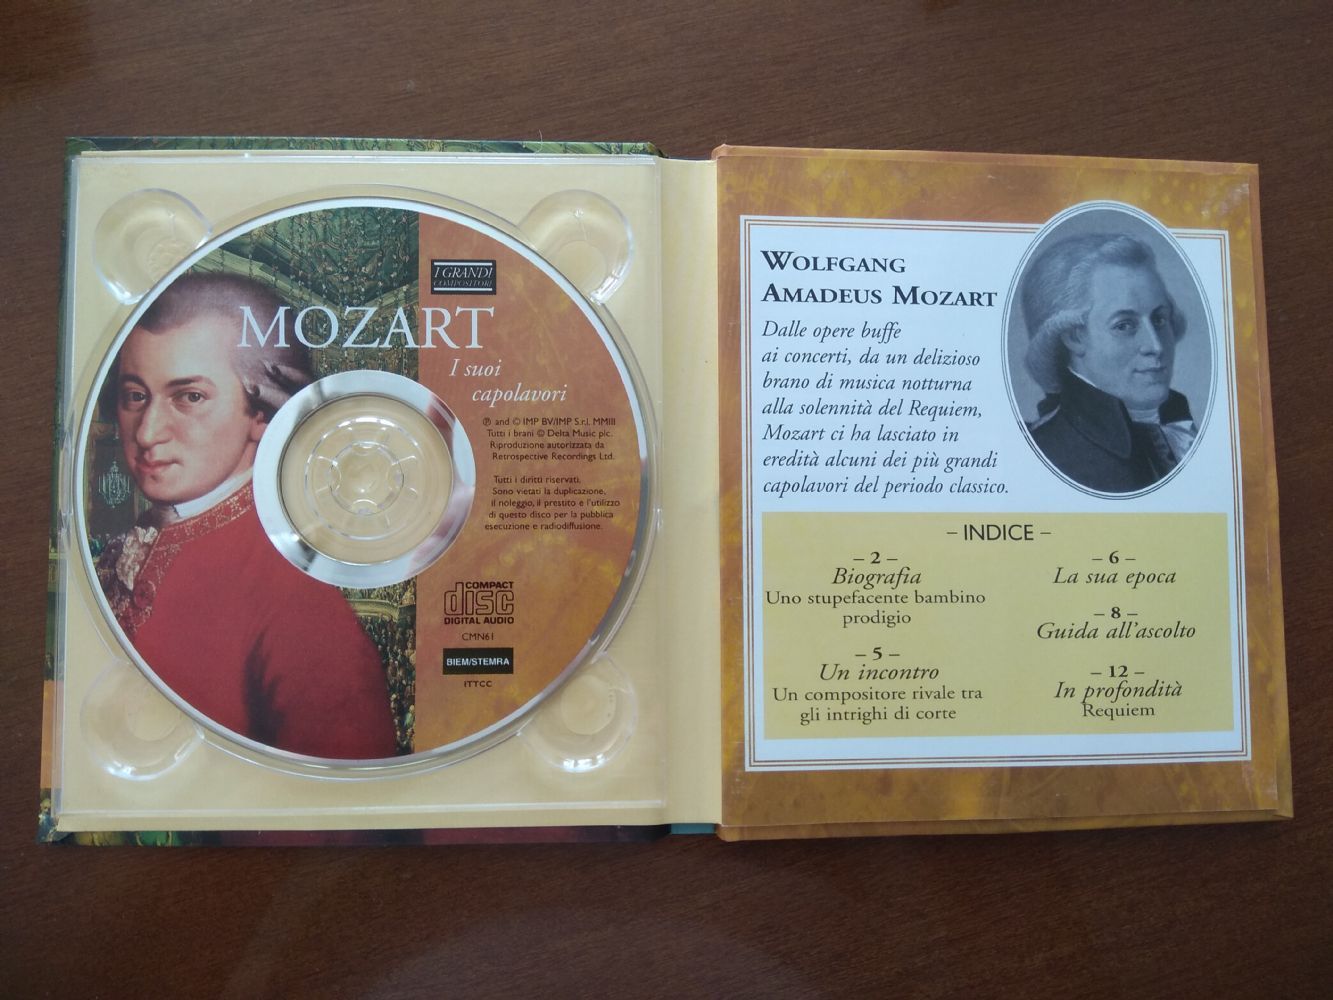 I GRANDI
COMPOSITORI
MOZART
I suoi
capolavori
℗ and © IMP BV/IMP S.r.l. MMIII
Tutti i brani © Delta Music plc.
Riproduzione autorizzata da
Retrospective Recordings Ltd.
Tutti i diritti riservati.
Sono vietati la duplicazione,
il noleggio, il prestito e l'utilizzo
di questo disco per la pubblica
esecuzione e radiodiffusione.
COMPACT
disc
DIGITAL AUDIO
CMN61
BIEM/STEMRA
ITTCC
WOLFGANG
AMADEUS MOZART
Dalle opere buffe
ai concerti, da un delizioso
brano di musica notturna
alla solennità del Requiem,
Mozart ci ha lasciato in
eredità alcuni dei più grandi
capolavori del periodo classico.
– INDICE –
– 2 –
Biografia
Uno stupefacente bambino
prodigio
– 5 –
Un incontro
Un compositore rivale tra
gli intrighi di corte
– 6 –
La sua epoca
– 8 –
Guida all'ascolto
– 12 –
In profondità
Requiem